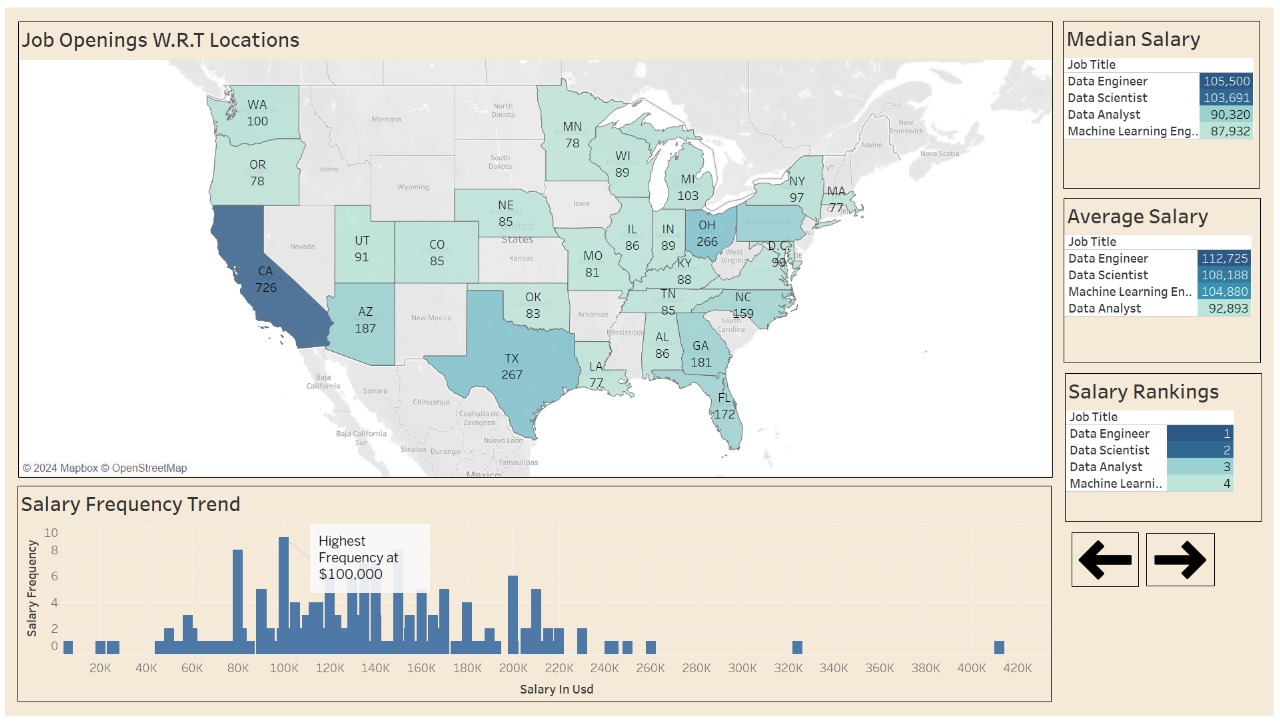 Job Openings W.R.T Locations
WA
100
OR
78
CA
726
Montana
Idaho
Wyoming
Nevada
UT
91
AZ
187
CO
85
New Mexico
North
Dakota
South
Dakota
NE
85
United
States
Kansas
OK
83
TX
267
MN
78
Iowa
MO
81
Arkansas
LA
77
WI
89
IL
86
Mississippi
MI
103
IN
89
KY
88
TN
85
AL
86
OH
266
West
Virginia
GA
181
FL
172
NC
159
South
Carolina
D.C
99
DE
NY
97
Pennsylvania
VT
MA
77
Maine
New
Brunswick
Nova Scotia
Baja
California
Sonora
Chihuahua
Coahuila de
Zaragoza
Nuevo León
Tamaulipas
Baja California
Sur
Sinaloa
Durango
Mexico
© 2024 Mapbox © OpenStreetMap
Median Salary
Job Title
Data Engineer 105,500
Data Scientist 103,691
Data Analyst 90,320
Machine Learning Eng.. 87,932
Average Salary
Job Title
Data Engineer 112,725
Data Scientist 108,188
Machine Learning En.. 104,880
Data Analyst 92,893
Salary Rankings
Job Title
Data Engineer 1
Data Scientist 2
Data Analyst 3
Machine Learni.. 4
Salary Frequency Trend
Salary Frequency
10
8
6
4
2
0
Highest
Frequency at
$100,000
20K 40K 60K 80K 100K 120K 140K 160K 180K 200K 220K 240K 260K 280K 300K 320K 340K 360K 380K 400K 420K
Salary In Usd